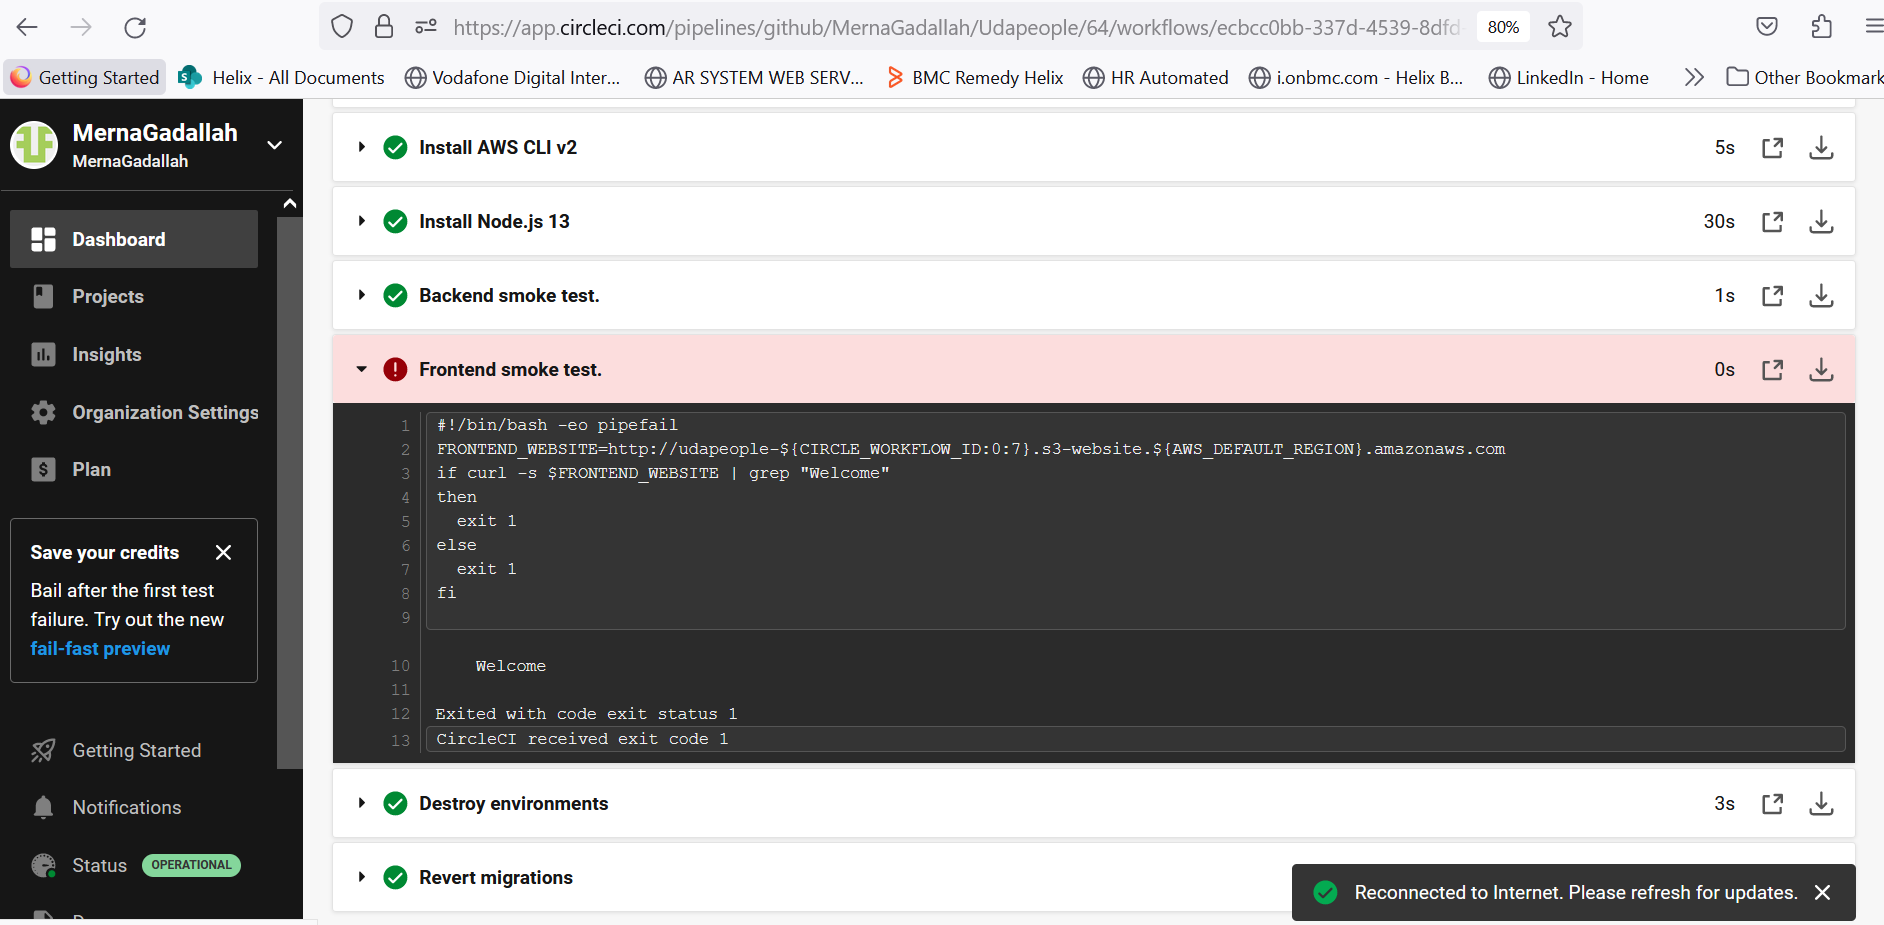 https://app.circleci.com/pipelines/github/MernaGadallah/Udapeople/64/workflows/ecbcc0bb-337d-4539-8dfd-
80%
Getting Started
Helix - All Documents
Vodafone Digital Inter...
AR SYSTEM WEB SERV...
BMC Remedy Helix
HR Automated
i.onbmc.com - Helix B...
LinkedIn - Home
Other Bookmark
MernaGadallah
MernaGadallah
Dashboard
Projects
Insights
Organization Settings
Plan
Save your credits
Bail after the first test
failure. Try out the new
fail-fast preview
Getting Started
Notifications
Status OPERATIONAL
Install AWS CLI v2 5s
Install Node.js 13 30s
Backend smoke test. 1s
Frontend smoke test. 0s
1 #!/bin/bash -eo pipefail
2 FRONTEND_WEBSITE=http://udapeople-${CIRCLE_WORKFLOW_ID:0:7}.s3-website.${AWS_DEFAULT_REGION}.amazonaws.com
3 if curl -s $FRONTEND_WEBSITE | grep "Welcome"
4 then
5 exit 1
6 else
7 exit 1
8 fi
9
10 Welcome
11
12 Exited with code exit status 1
13 CircleCI received exit code 1
Destroy environments 3s
Revert migrations
Reconnected to Internet. Please refresh for updates.